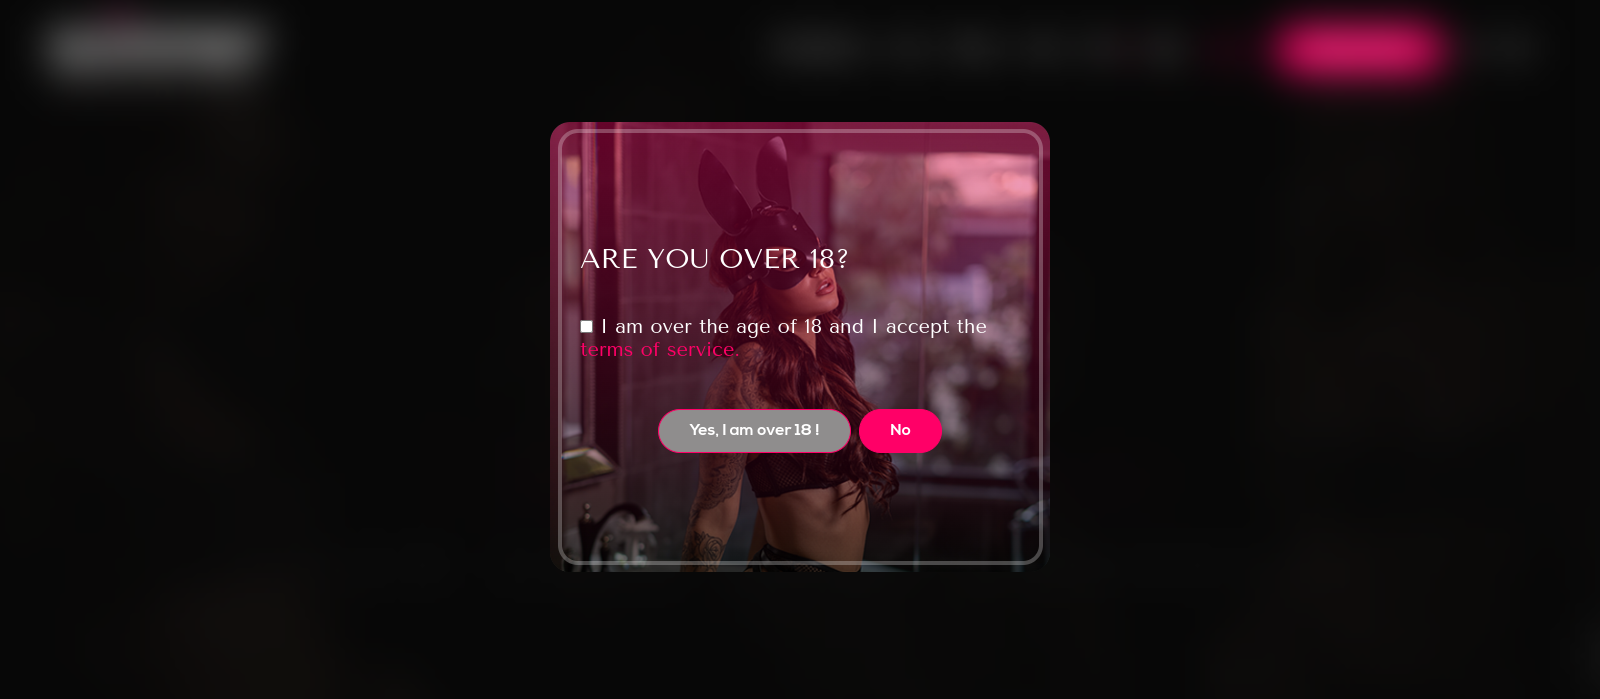 ARE YOU OVER 18?
I am over the age of 18 and I accept the
terms of service.
Yes, I am over 18 !
No